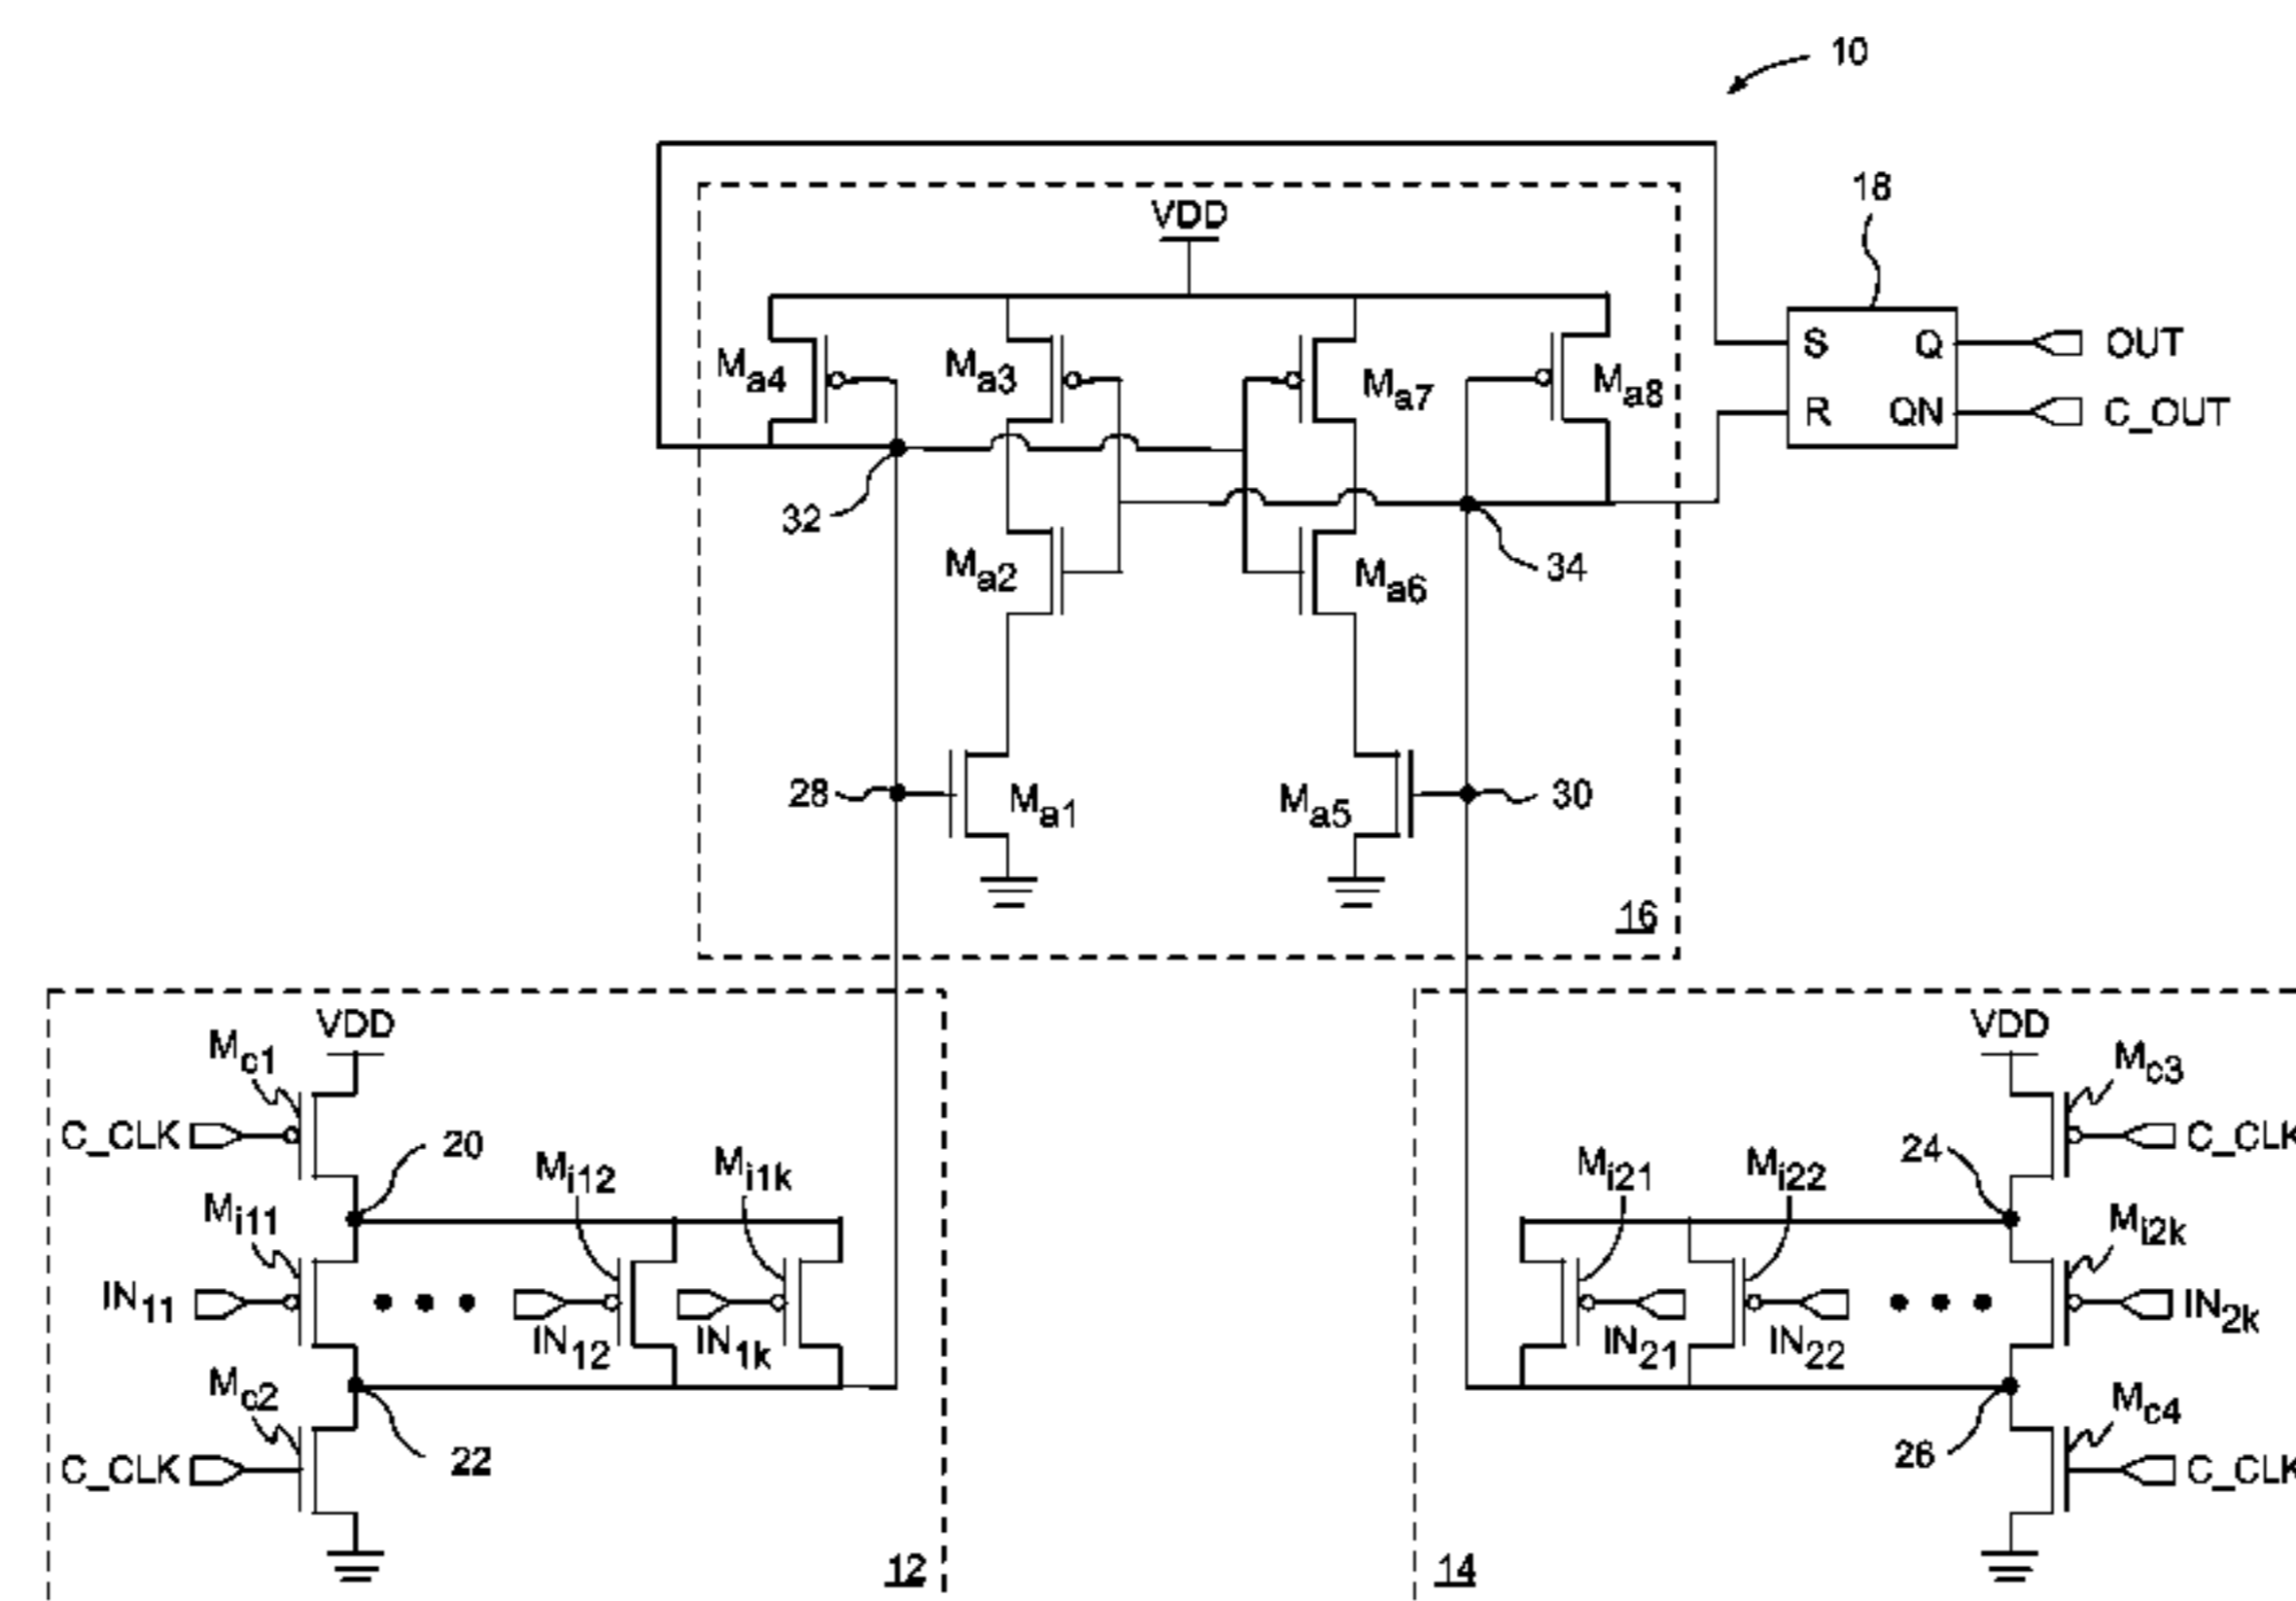 10
18
VDD
Ma4
Ma3
Ma7
Ma8
S
Q
OUT
R
QN
C_OUT
32
Ma2
Ma6
34
28
Ma1
Ma5
30
16
VDD
Mc1
C_CLK
20
Mi11
Mi12
Mi1k
IN11
IN12
IN1k
Mc2
C_CLK
22
12
VDD
Mc3
C_CLK
24
Mi21
Mi22
Mi2k
IN21
IN22
IN2k
Mc4
C_CLK
26
14